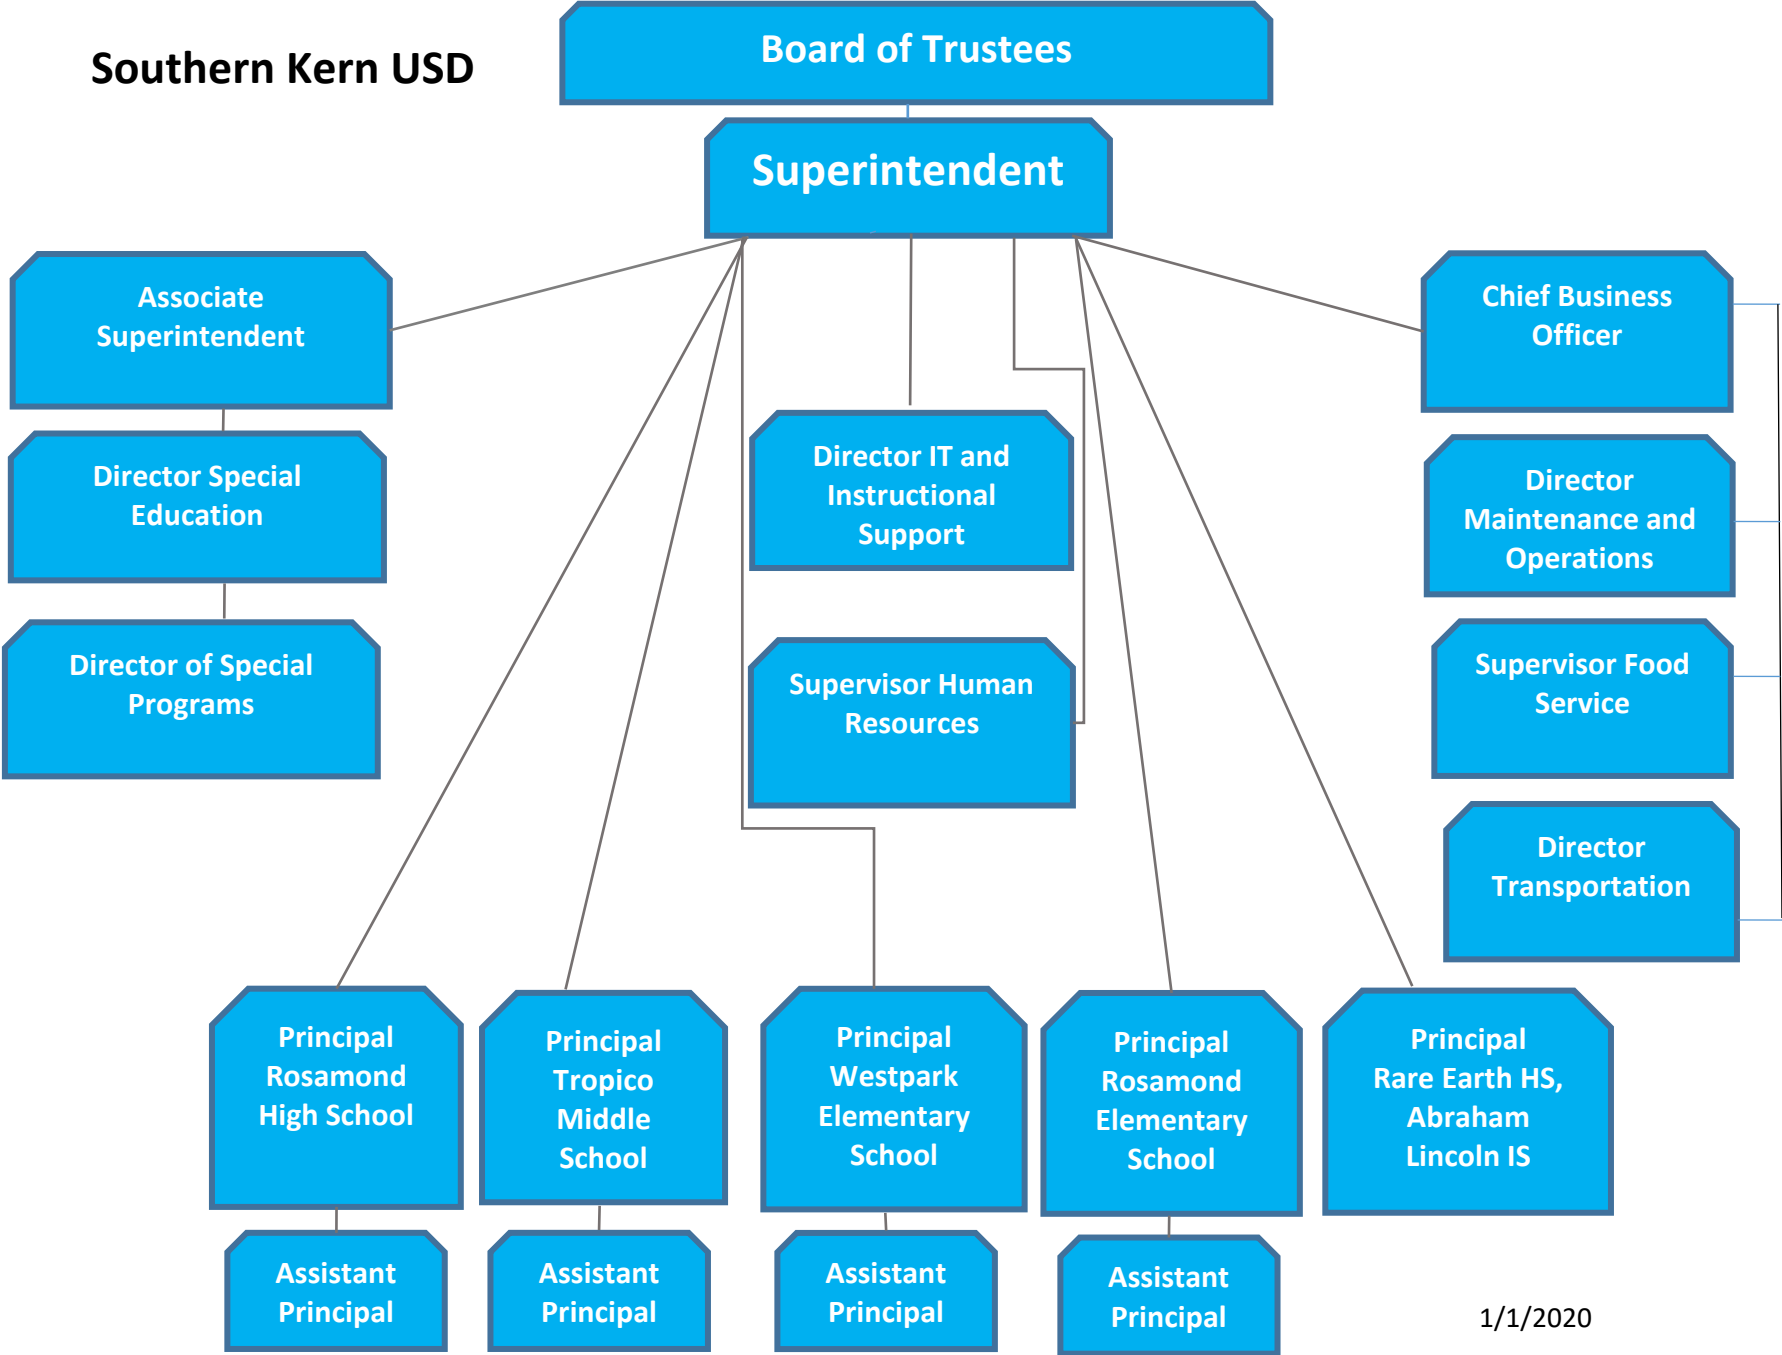 Southern Kern USD
Board of Trustees
Superintendent
Associate
Superintendent
Chief Business
Officer
Director Special
Education
Director IT and
Instructional
Support
Director
Maintenance and
Operations
Director of Special
Programs
Supervisor Human
Resources
Supervisor Food
Service
Director
Transportation
Principal
Rosamond
High School
Principal
Tropico
Middle
School
Principal
Westpark
Elementary
School
Principal
Rosamond
Elementary
School
Principal
Rare Earth HS,
Abraham
Lincoln IS
Assistant
Principal
Assistant
Principal
Assistant
Principal
Assistant
Principal
1/1/2020